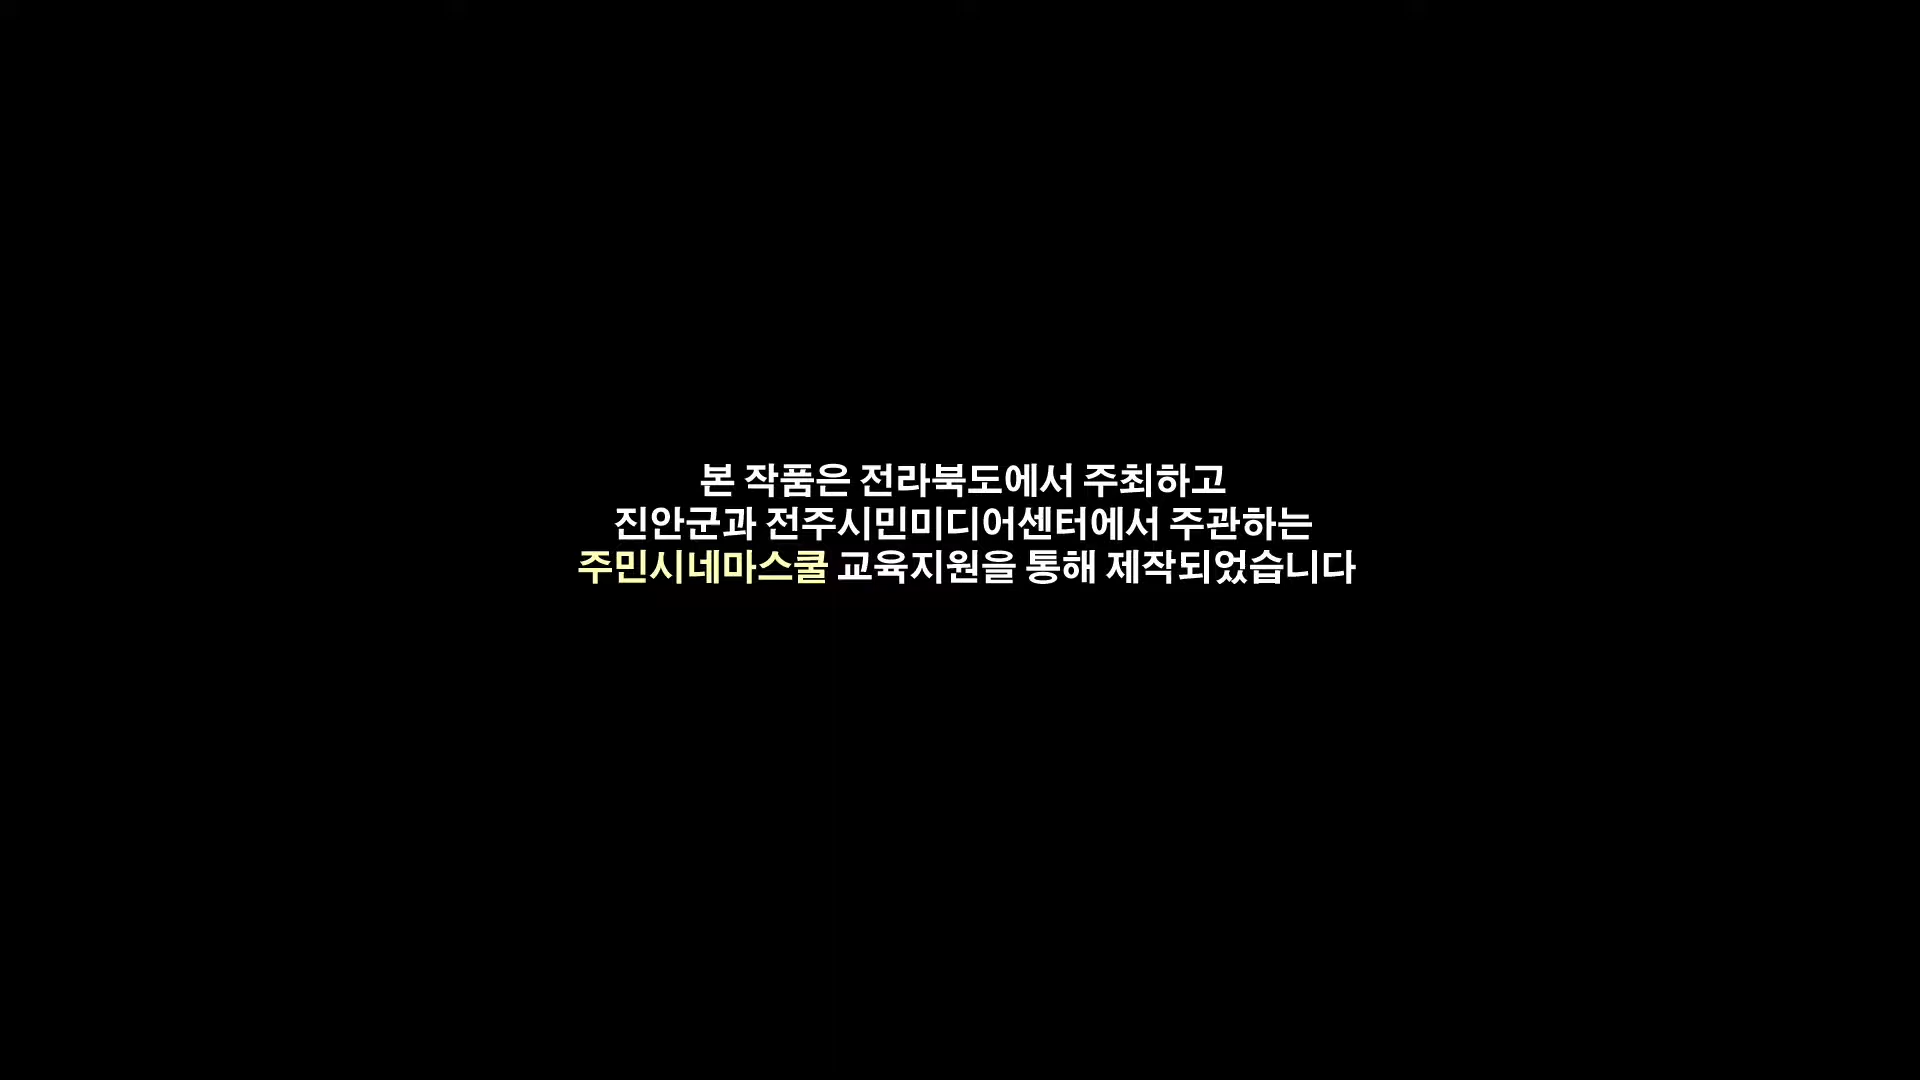 본 작품은 전라북도에서 주최하고
진안군과 전주시민미디어센터에서 주관하는
주민시네마스쿨 교육지원을 통해 제작되었습니다